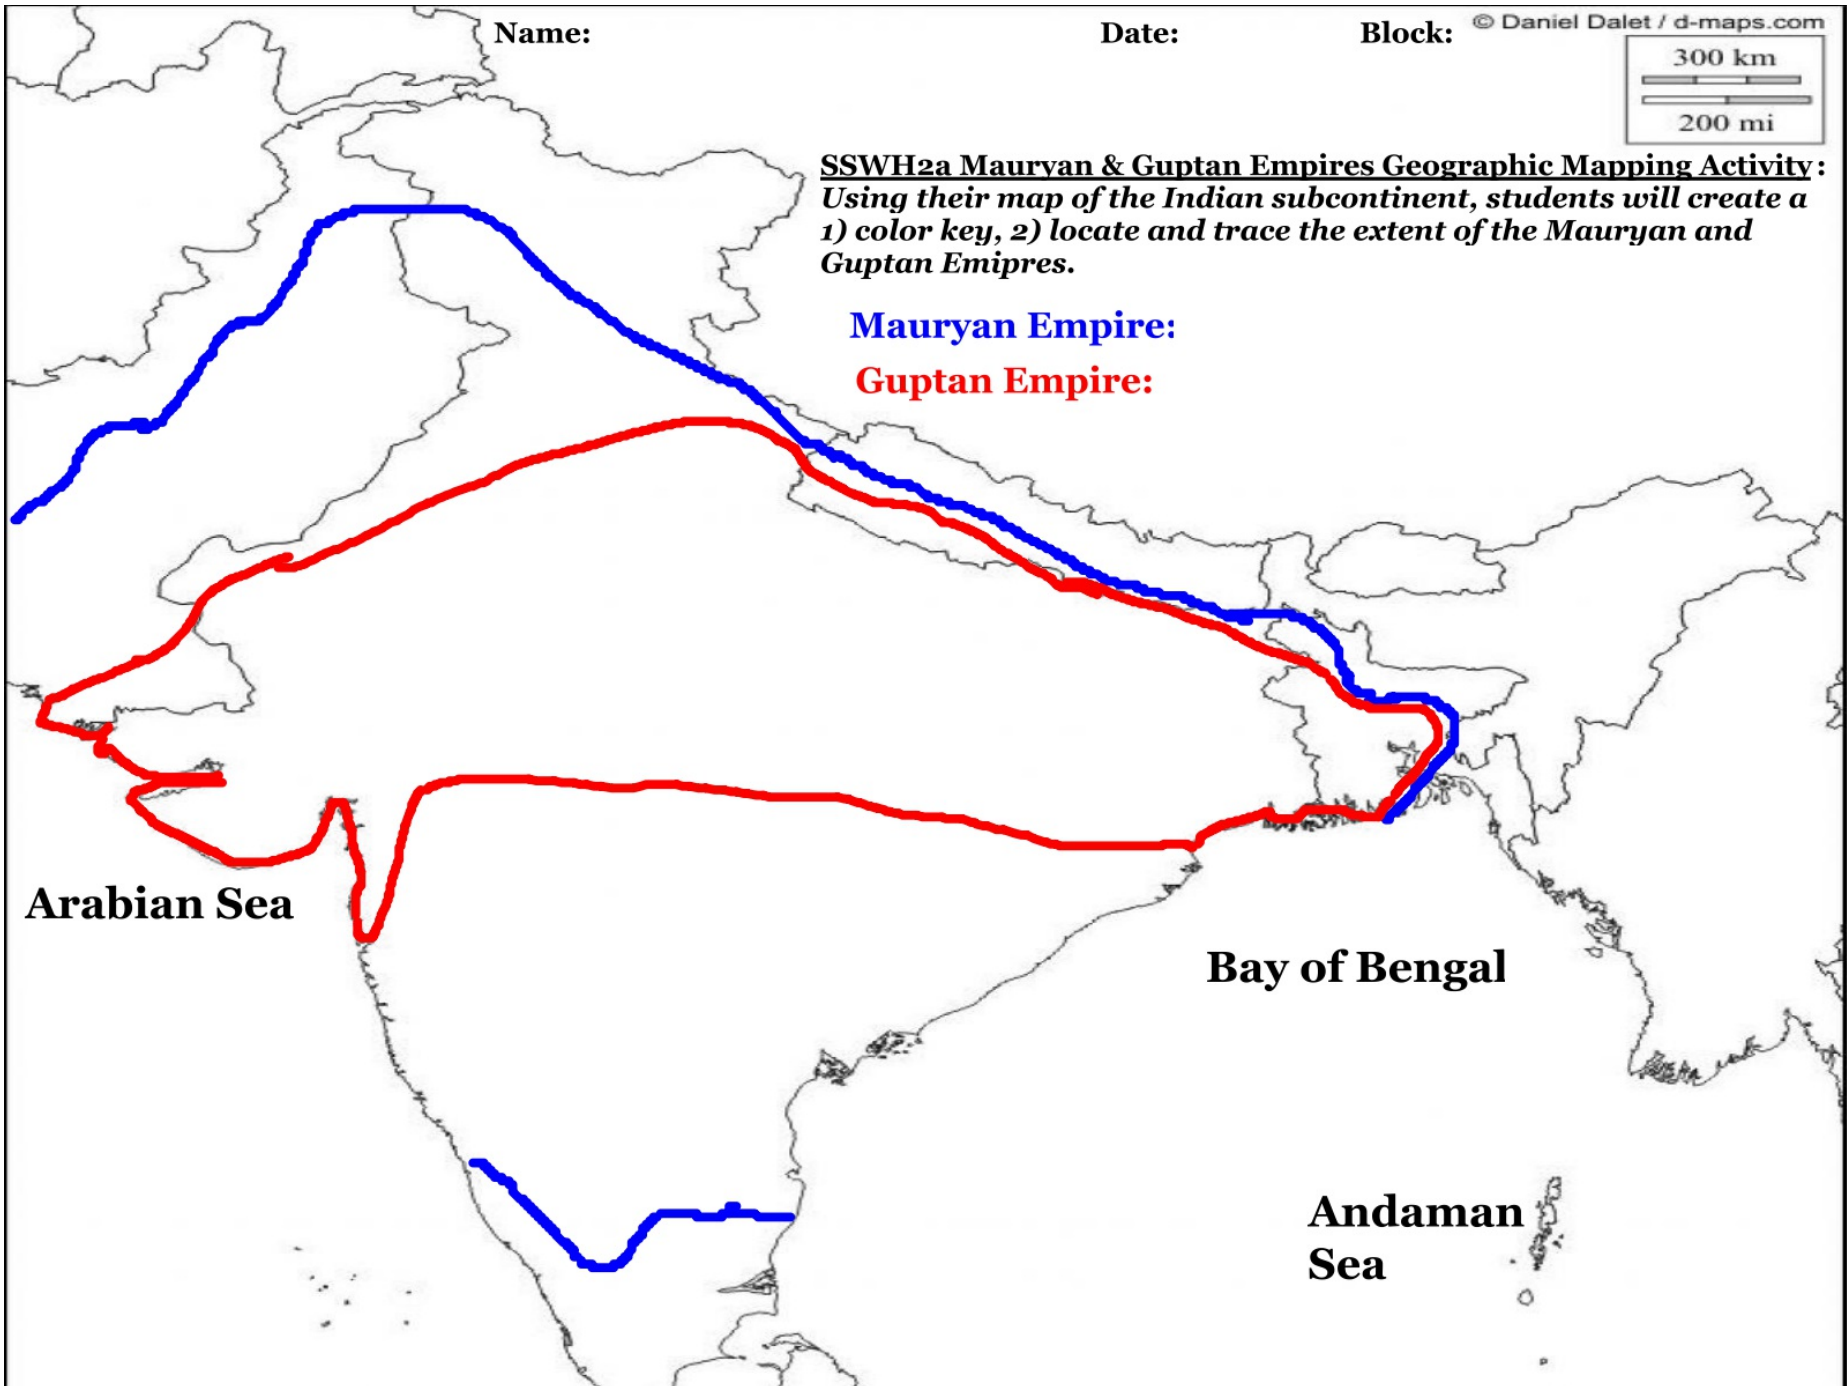 Name:
Date:
Block:
© Daniel Dalet / d-maps.com
300 km
200 mi
SSWH2a Mauryan & Guptan Empires Geographic Mapping Activity:
Using their map of the Indian subcontinent, students will create a
1) color key, 2) locate and trace the extent of the Mauryan and
Guptan Emipres.
Mauryan Empire:
Guptan Empire:
Arabian Sea
Bay of Bengal
Andaman
Sea